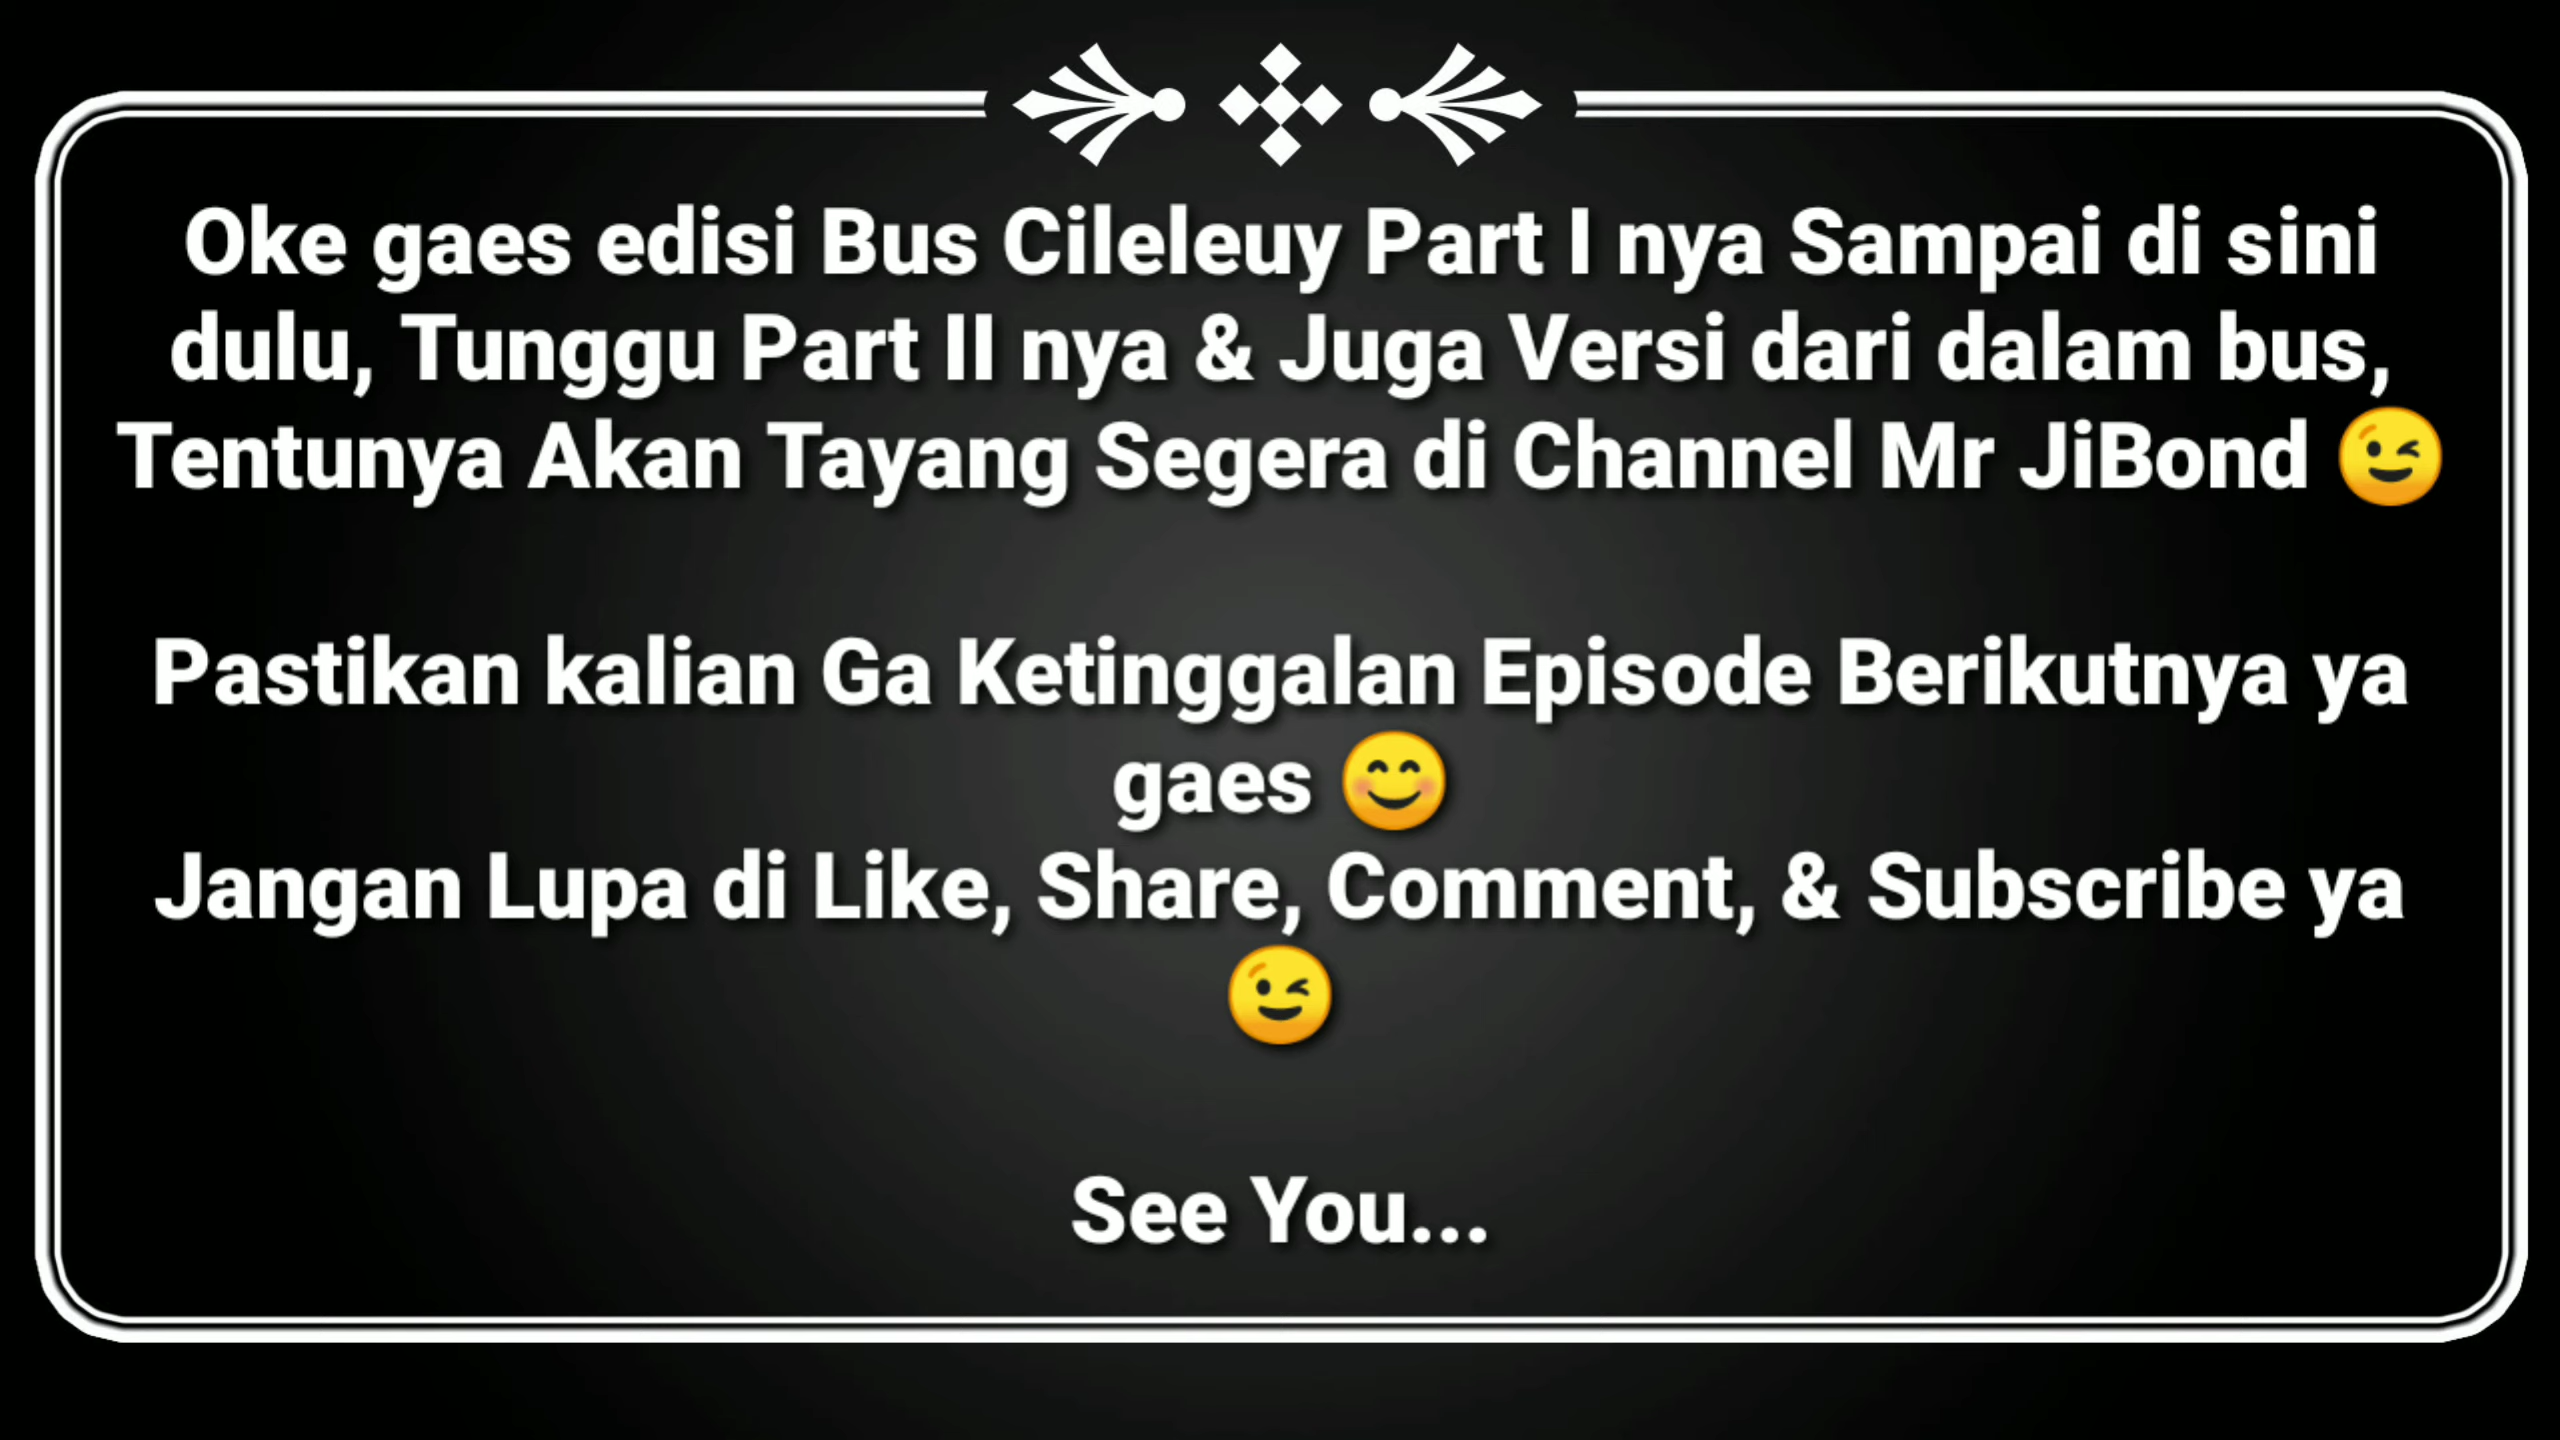 Oke gaes edisi Bus Cileleuy Part I nya Sampai di sini
dulu, Tunggu Part II nya & Juga Versi dari dalam bus,
Tentunya Akan Tayang Segera di Channel Mr JiBond 😉
Pastikan kalian Ga Ketinggalan Episode Berikutnya ya
gaes 😊
Jangan Lupa di Like, Share, Comment, & Subscribe ya
😉
See You...